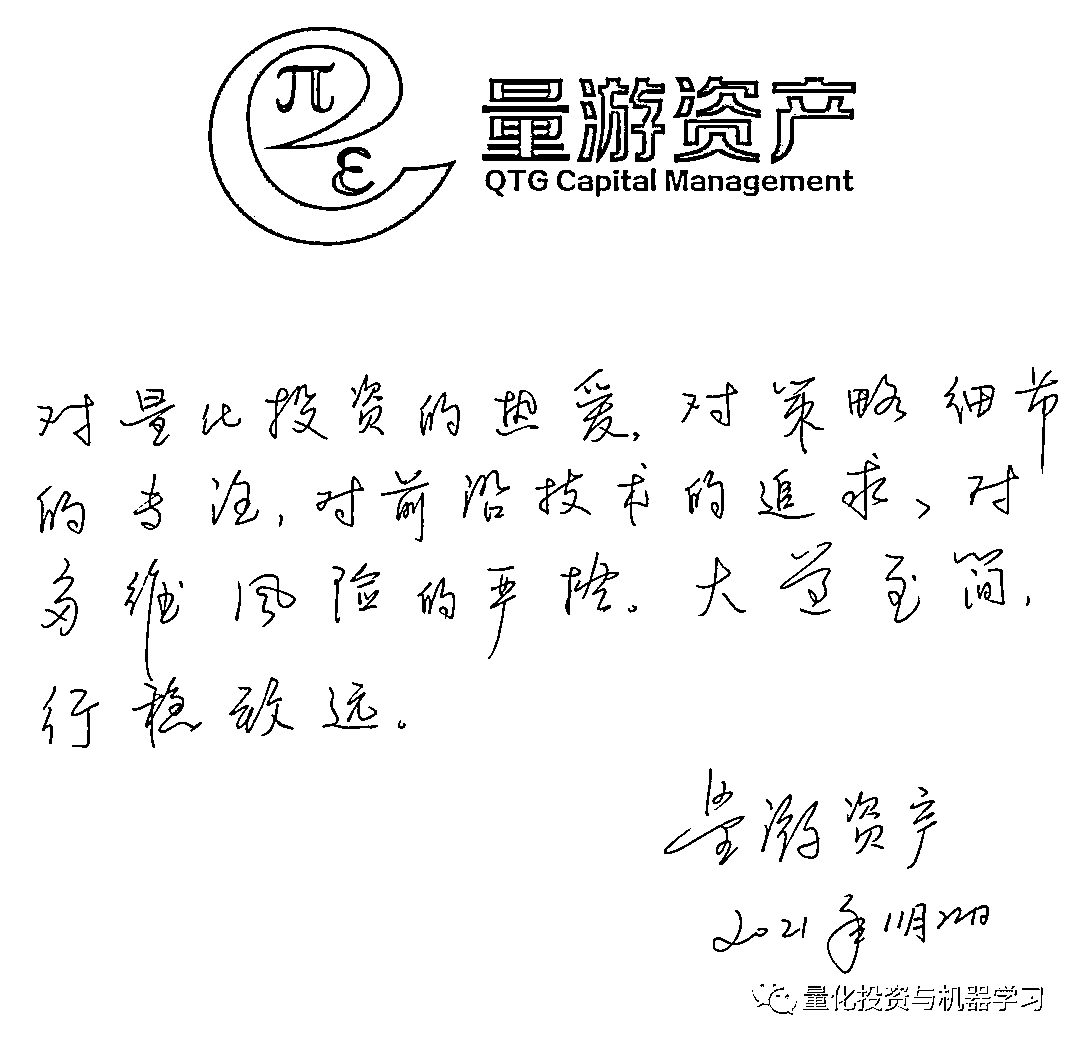 π
ε
量游资产
QTG Capital Management
对量化投资的热爱,对策略细节
的专注,对前沿技术的追求、对
多维风险的严控。大道至简,
行稳致远。
量游资产
2021年11月22日
量化投资与机器学习